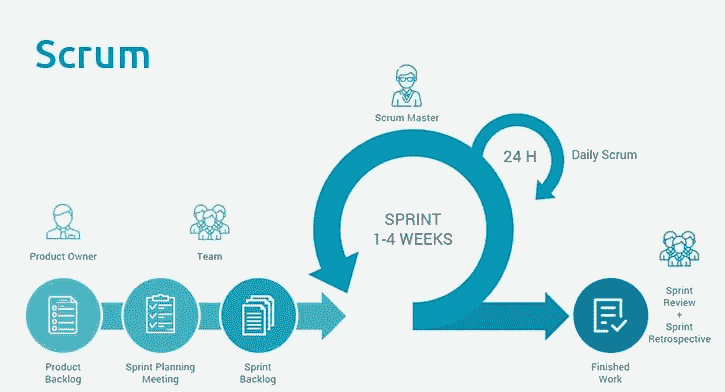 Scrum
Scrum Master
24 H
Daily Scrum
SPRINT
1-4 WEEKS
Product Owner
Team
Sprint
Review
+
Sprint
Retrospective
Product
Backlog
Sprint Planning
Meeting
Sprint
Backlog
Finished
Work